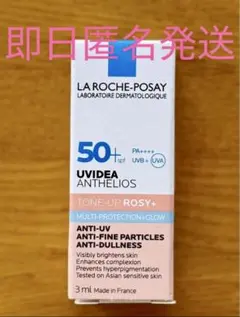 即日匿名発送
LA ROCHE-POSAY
LABORATOIRE DERMATOLOGIQUE
50+ spf
PA++++
UVB + UVA
UVIDEA
ANTHELIOS
TONE-UP ROSY+
MULTI-PROTECTION+GLOW
ANTI-UV
ANTI-FINE PARTICLES
ANTI-DULLNESS
Visibly brightens skin
Enhances complexion
Prevents hyperpigmentation
Tested on Asian sensitive skin
3 ml Made in France